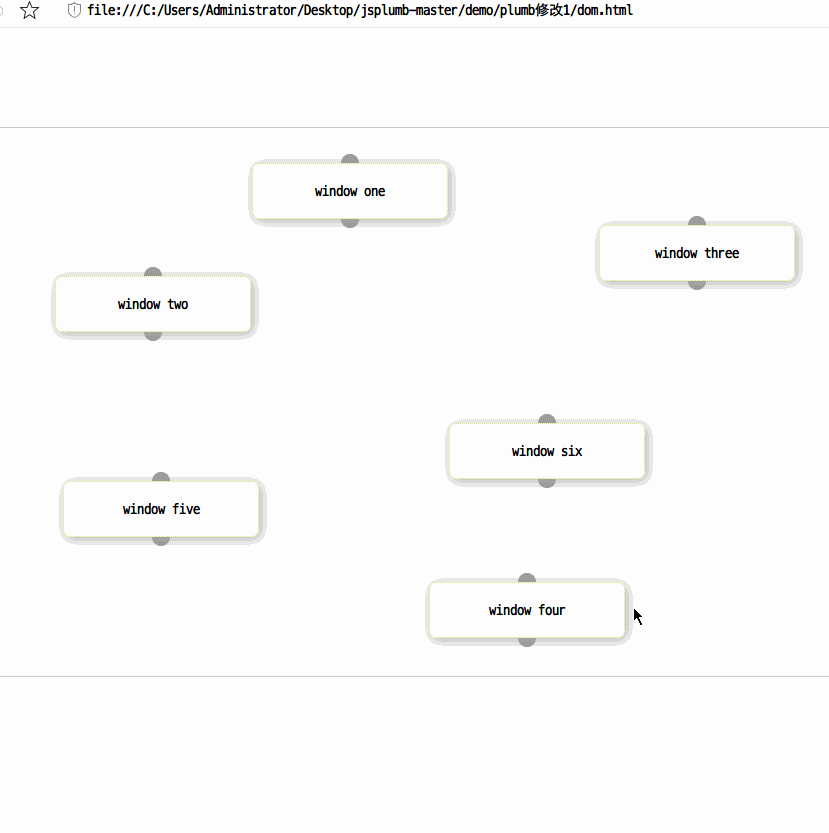 file:///C:/Users/Administrator/Desktop/jsplumb-master/demo/plumb修改1/dom.html
window one
window three
window two
window six
window five
window four